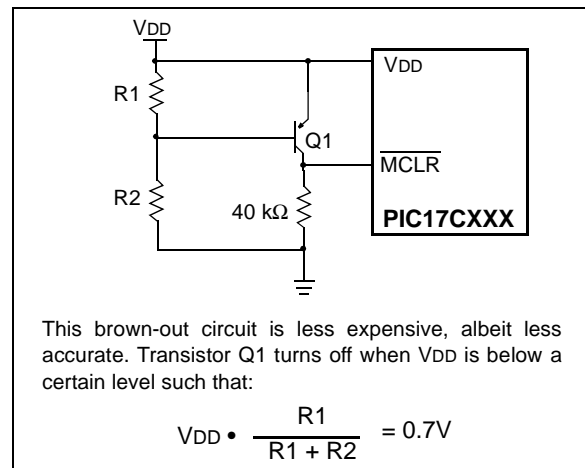 VDD
R1
VDD
Q1
MCLR
R2
40 kΩ
PIC17CXXX
This brown-out circuit is less expensive, albeit less
accurate. Transistor Q1 turns off when VDD is below a
certain level such that:
VDD • R1 / R1 + R2 = 0.7V